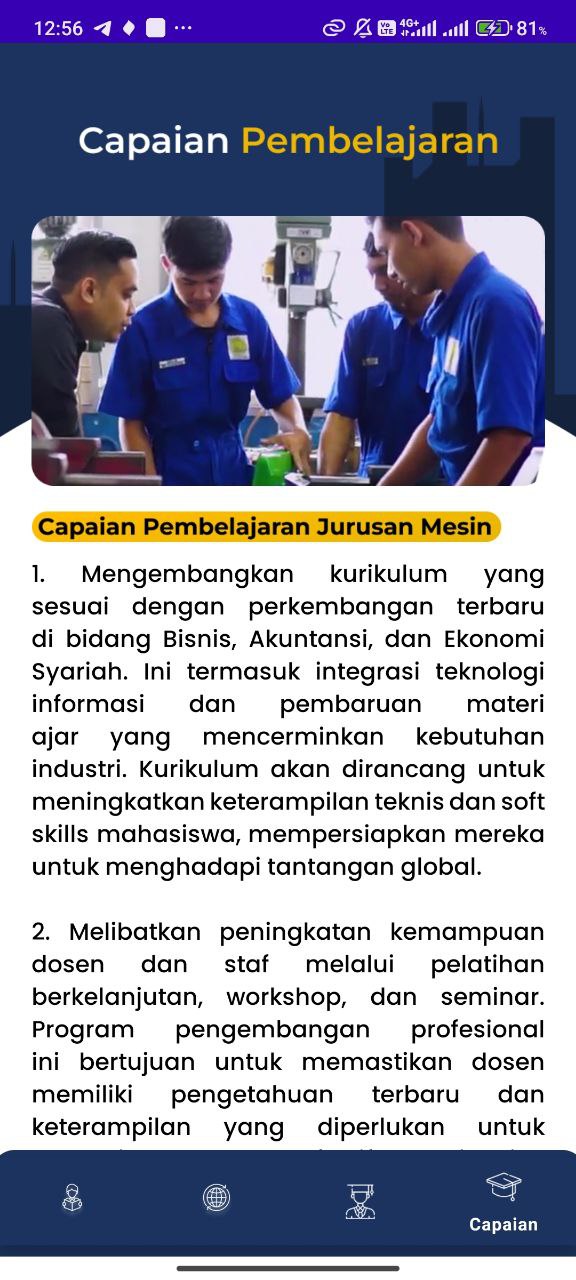 12:56
4G+
Vo
LTE
81%
Capaian Pembelajaran
Capaian Pembelajaran Jurusan Mesin
1. Mengembangkan kurikulum yang
sesuai dengan perkembangan terbaru
di bidang Bisnis, Akuntansi, dan Ekonomi
Syariah. Ini termasuk integrasi teknologi
informasi dan pembaruan materi
ajar yang mencerminkan kebutuhan
industri. Kurikulum akan dirancang untuk
meningkatkan keterampilan teknis dan soft
skills mahasiswa, mempersiapkan mereka
untuk menghadapi tantangan global.
2. Melibatkan peningkatan kemampuan
dosen dan staf melalui pelatihan
berkelanjutan, workshop, dan seminar.
Program pengembangan profesional
ini bertujuan untuk memastikan dosen
memiliki pengetahuan terbaru dan
keterampilan yang diperlukan untuk
Capaian